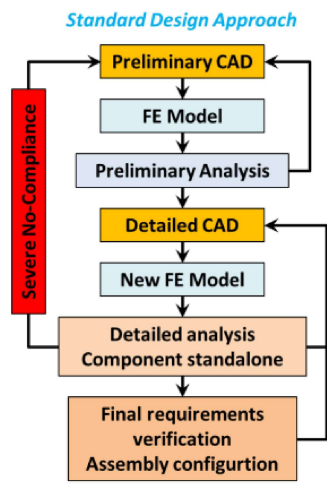 Standard Design Approach
Preliminary CAD
FE Model
Preliminary Analysis
Detailed CAD
New FE Model
Detailed analysis
Component standalone
Final requirements
verification
Assembly configurtion
Severe No-Compliance